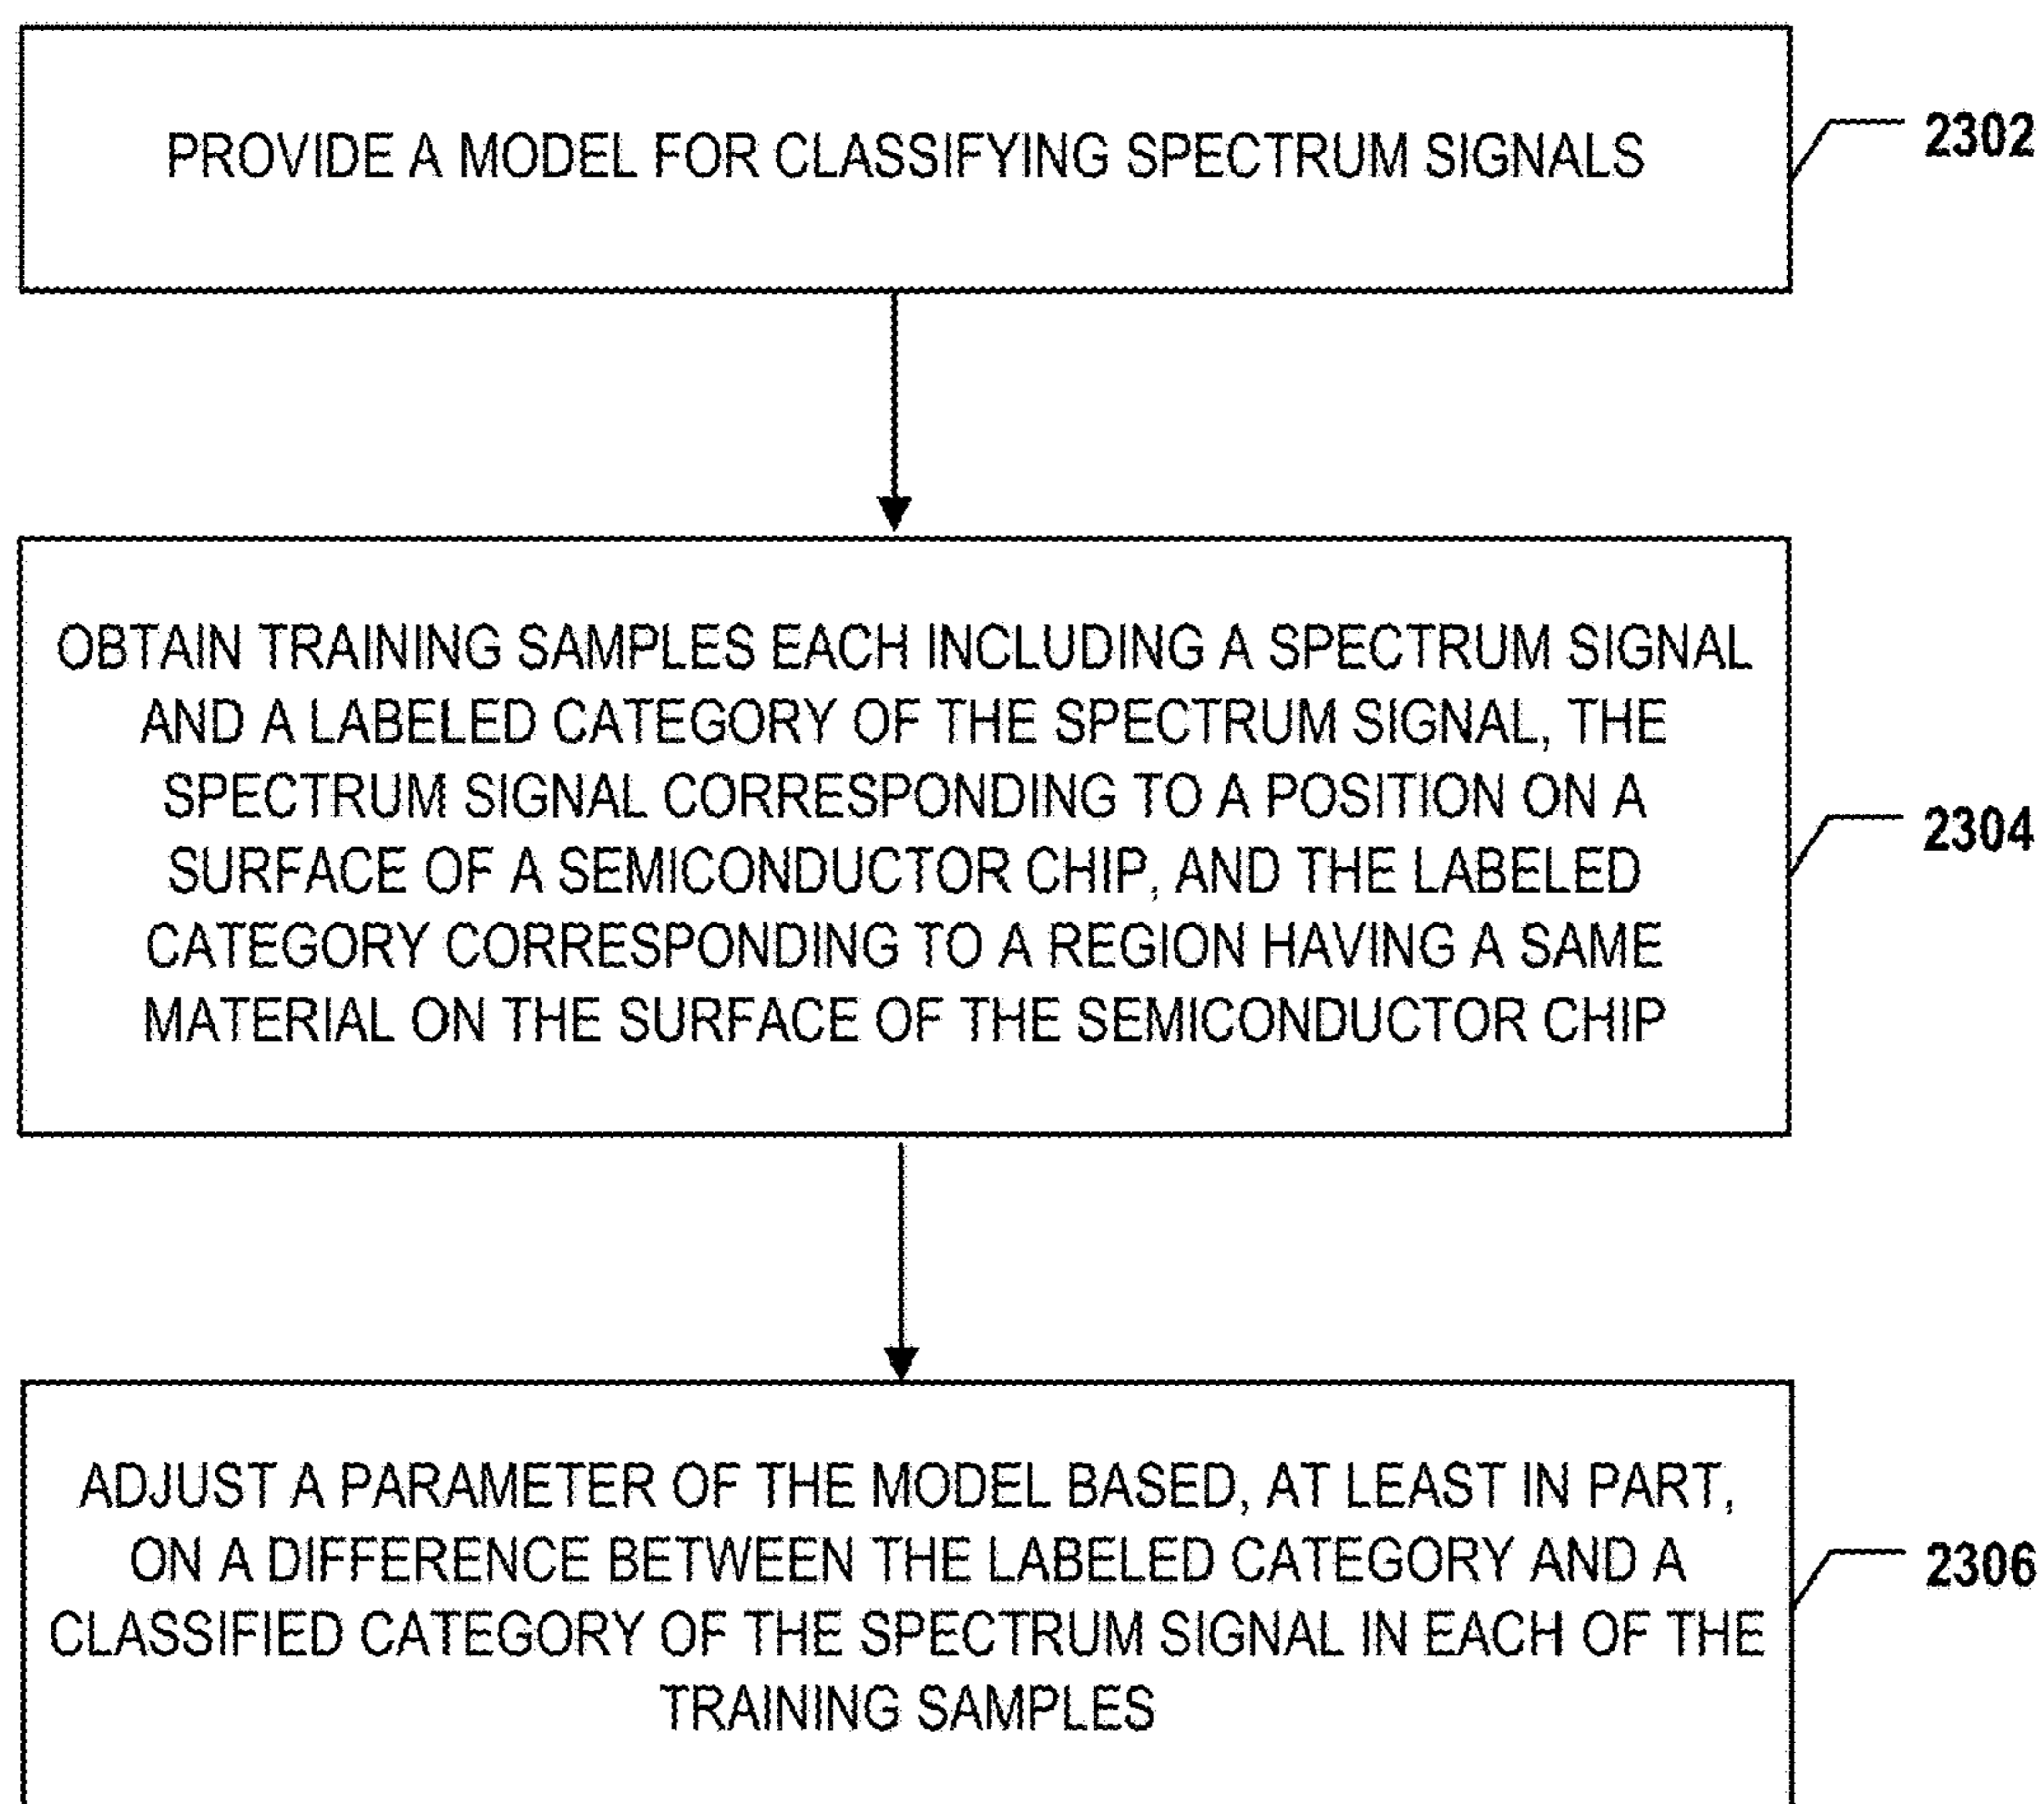 PROVIDE A MODEL FOR CLASSIFYING SPECTRUM SIGNALS
2302
OBTAIN TRAINING SAMPLES EACH INCLUDING A SPECTRUM SIGNAL
AND A LABELED CATEGORY OF THE SPECTRUM SIGNAL, THE
SPECTRUM SIGNAL CORRESPONDING TO A POSITION ON A
SURFACE OF A SEMICONDUCTOR CHIP, AND THE LABELED
CATEGORY CORRESPONDING TO A REGION HAVING A SAME
MATERIAL ON THE SURFACE OF THE SEMICONDUCTOR CHIP
2304
ADJUST A PARAMETER OF THE MODEL BASED, AT LEAST IN PART,
ON A DIFFERENCE BETWEEN THE LABELED CATEGORY AND A
CLASSIFIED CATEGORY OF THE SPECTRUM SIGNAL IN EACH OF THE
TRAINING SAMPLES
2306